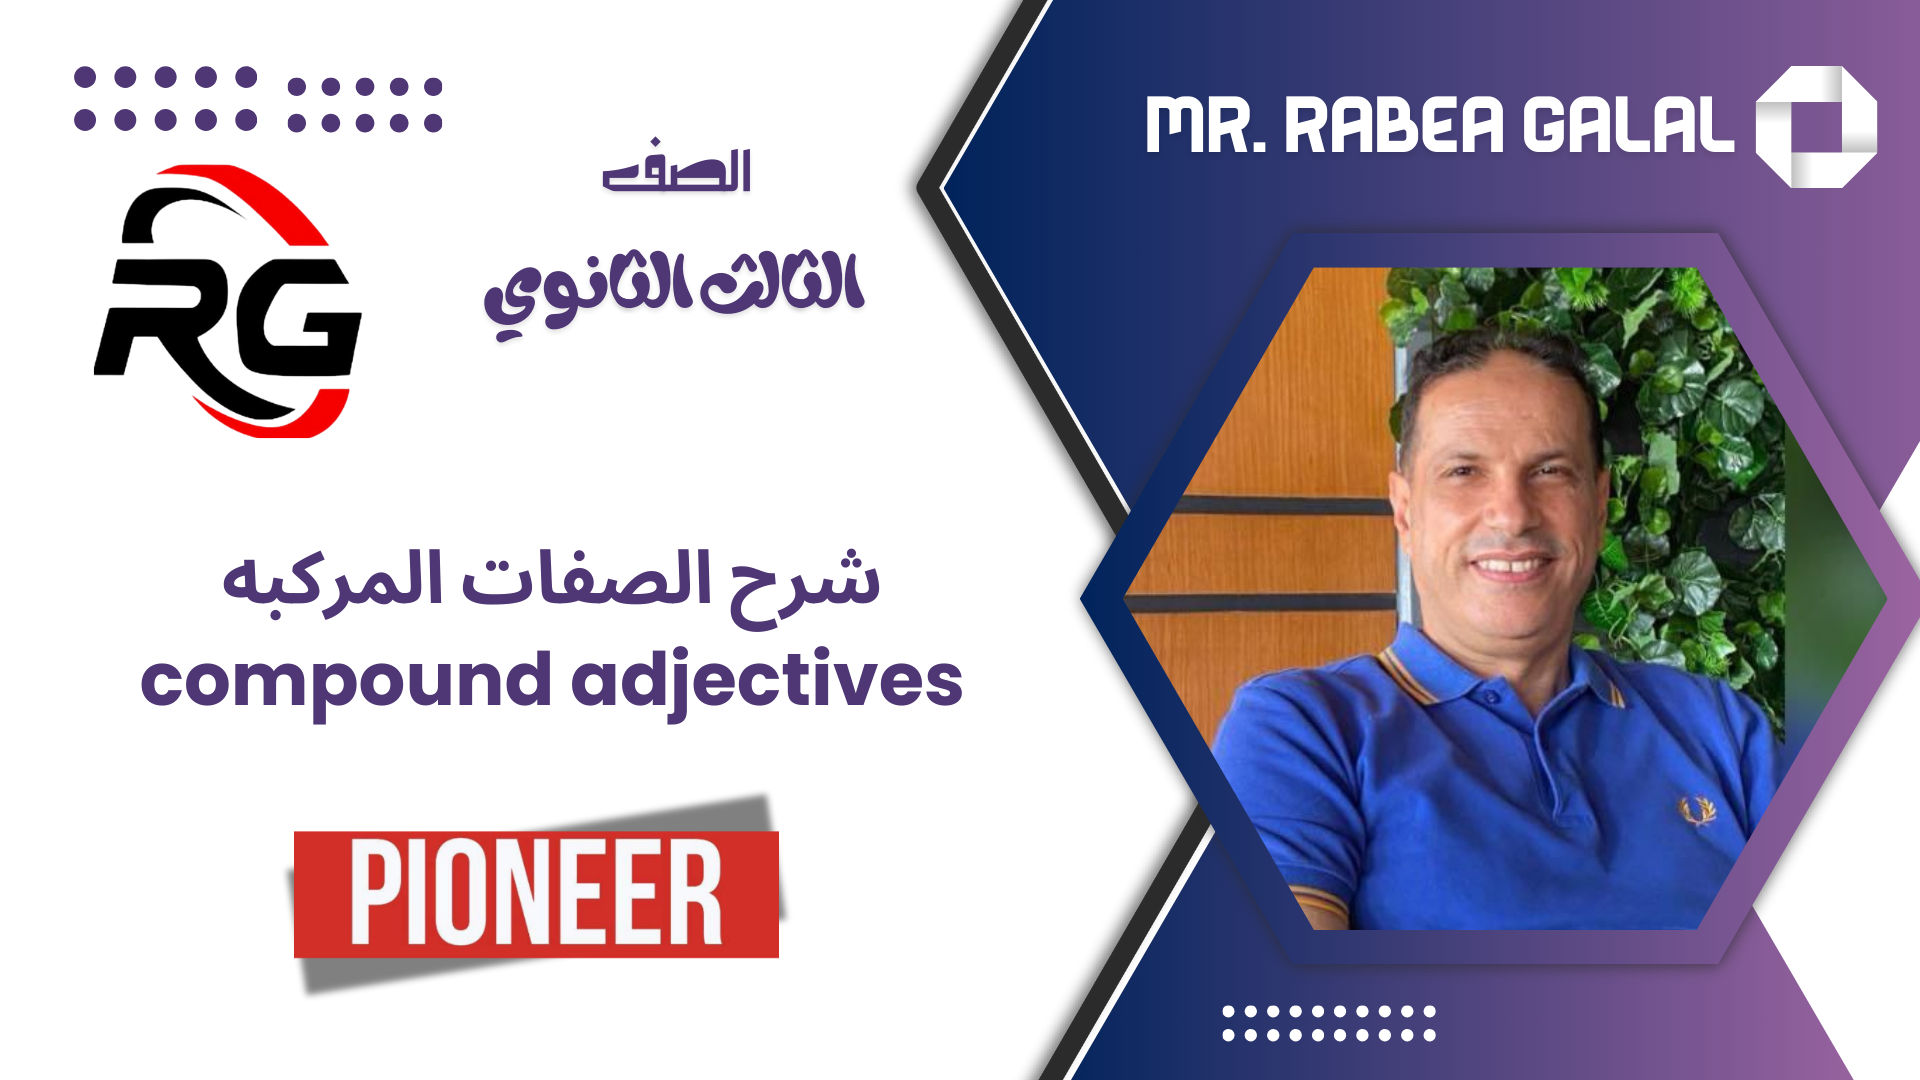 MR. RABEA GALAL
الصف
الثالث الثانوي
RG
شرح الصفات المركبه
compound adjectives
PIONEER